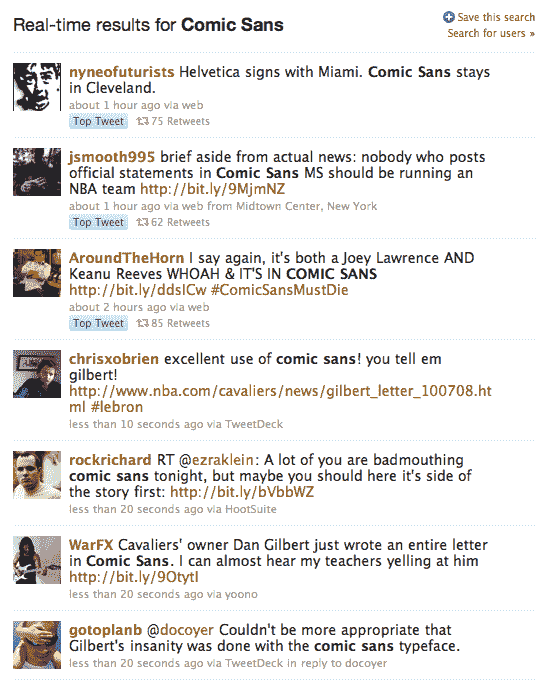 Real-time results for Comic Sans
Save this search
Search for users »
nyneofuturists Helvetica signs with Miami. Comic Sans stays
in Cleveland.
about 1 hour ago via web
Top Tweet 75 Retweets
jsmooth995 brief aside from actual news: nobody who posts
official statements in Comic Sans MS should be running an
NBA team http://bit.ly/9MjmNZ
about 1 hour ago via web from Midtown Center, New York
Top Tweet 62 Retweets
AroundTheHorn I say again, it's both a Joey Lawrence AND
Keanu Reeves WHOAH & IT'S IN COMIC SANS
http://bit.ly/ddslCw #ComicSansMustDie
about 2 hours ago via web
Top Tweet 85 Retweets
chrisxobrien excellent use of comic sans! you tell em
gilbert!
http://www.nba.com/cavaliers/news/gilbert_letter_100708.ht
ml #lebron
less than 10 seconds ago via TweetDeck
rockrichard RT @ezraklein: A lot of you are badmouthing
comic sans tonight, but maybe you should here it's side of
the story first: http://bit.ly/bVbbWZ
less than 20 seconds ago via HootSuite
WarFX Cavaliers' owner Dan Gilbert just wrote an entire letter
in Comic Sans. I can almost hear my teachers yelling at him
http://bit.ly/9Otytl
less than 20 seconds ago via yoono
gotoplanb @docoyer Couldn't be more appropriate that
Gilbert's insanity was done with the comic sans typeface.
less than 20 seconds ago via TweetDeck in reply to docoyer